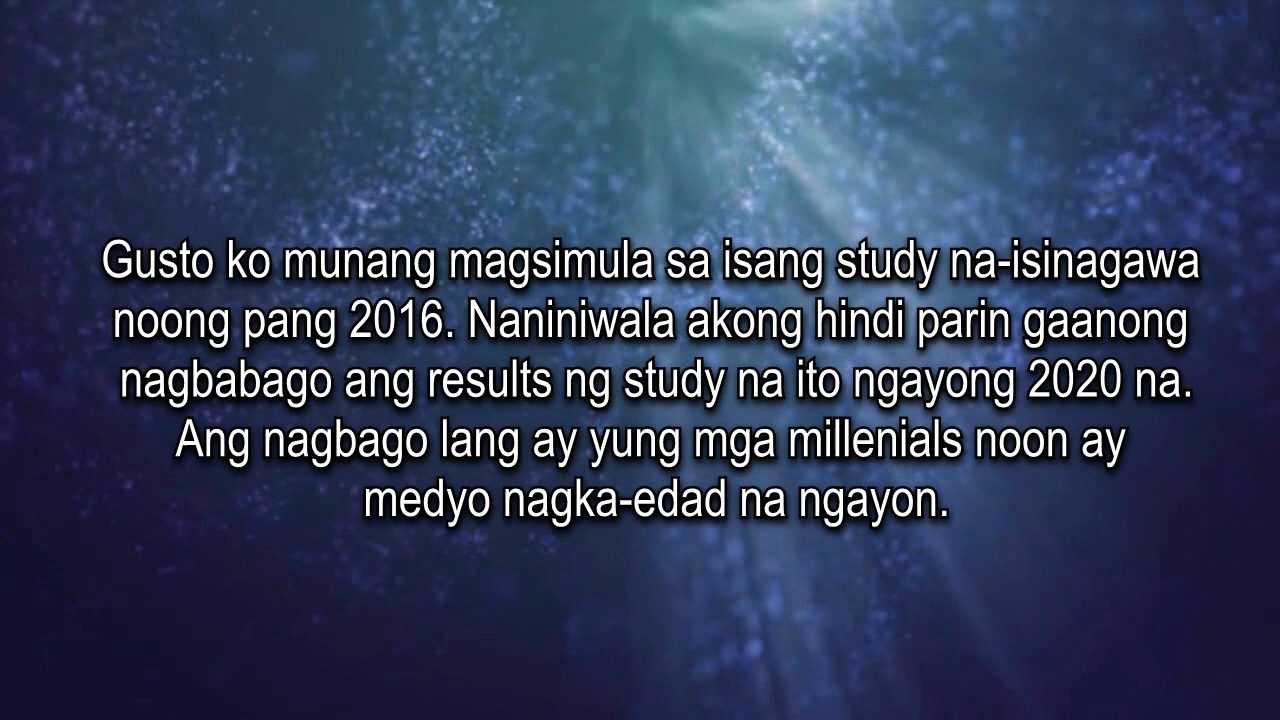 Gusto ko munang magsimula sa isang study na-isinagawa
noong pang 2016. Naniniwala akong hindi parin gaanong
nagbabago ang results ng study na ito ngayong 2020 na.
Ang nagbago lang ay yung mga millenials noon ay
medyo nagka-edad na ngayon.